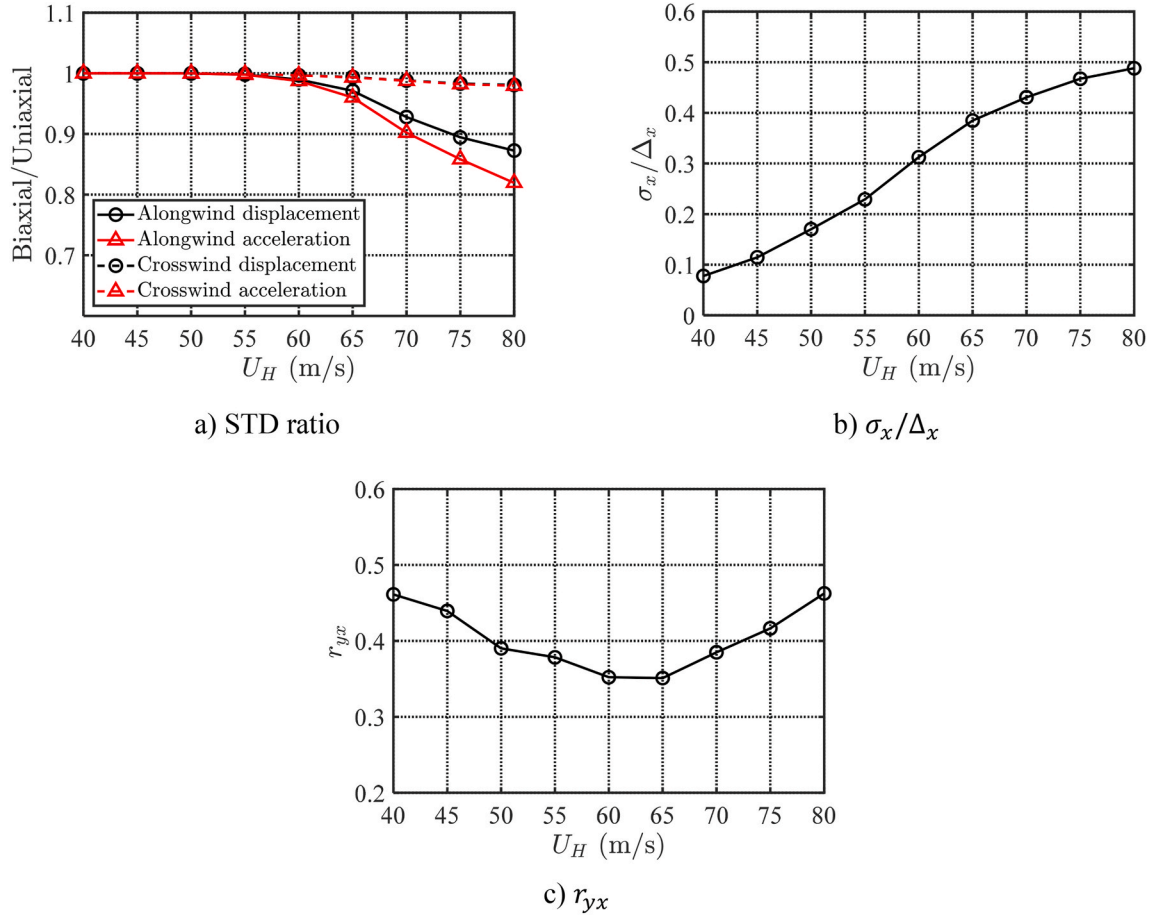 1.1
1
0.9
0.8
0.7
Biaxial/Uniaxial
Alongwind displacement
Alongwind acceleration
Crosswind displacement
Crosswind acceleration
40 45 50 55 60 65 70 75 80
U_H (m/s)
a) STD ratio
0.6
0.5
0.4
0.3
0.2
0.1
0
σ_x/Δ_x
40 45 50 55 60 65 70 75 80
U_H (m/s)
b) σ_x/Δ_x
0.6
0.5
0.4
0.3
0.2
r_yx
40 45 50 55 60 65 70 75 80
U_H (m/s)
c) r_yx